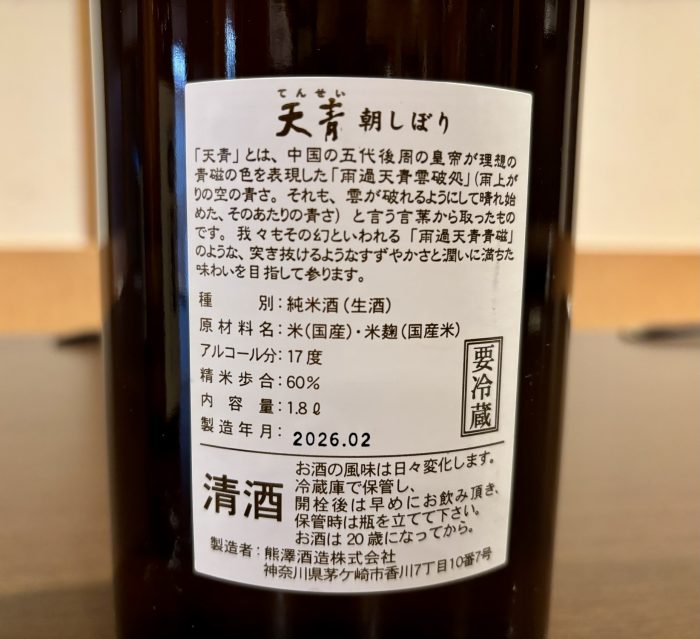 てんせい
天青 朝しぼり
「天青」とは、中国の五代後周の皇帝が理想の
青磁の色を表現した「雨過天青雲破処」(雨上が
りの空の青さ。それも、雲が破れるようにして晴れ始
めた、そのあたりの青さ)と言う言葉から取ったもの
です。我々もその幻といわれる「雨過天青青磁」
のような、突き抜けるようなすずやかさと潤いに満ちた
味わいを目指して参ります。
種別:純米酒(生酒)
原材料名:米(国産)・米麹(国産米)
アルコール分:17度
精米歩合:60%
内容量:1.8ℓ
製造年月:2026.02
要冷蔵
清酒
お酒の風味は日々変化します。
冷蔵庫で保管し、
開栓後は早めにお飲み頂き、
保管時は瓶を立てて下さい。
お酒は20歳になってから。
製造者:熊澤酒造株式会社
神奈川県茅ケ崎市香川7丁目10番7号